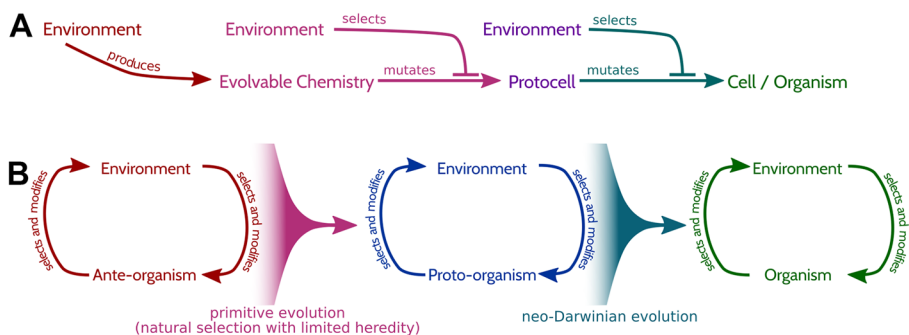 A
Environment
produces
Environment
selects
Evolvable Chemistry
mutates
Environment
selects
Protocell
mutates
Cell / Organism
B
Environment
selects and modifies
selects and modifies
Ante-organism
primitive evolution
(natural selection with limited heredity)
Environment
selects and modifies
selects and modifies
Proto-organism
neo-Darwinian evolution
Environment
selects and modifies
selects and modifies
Organism